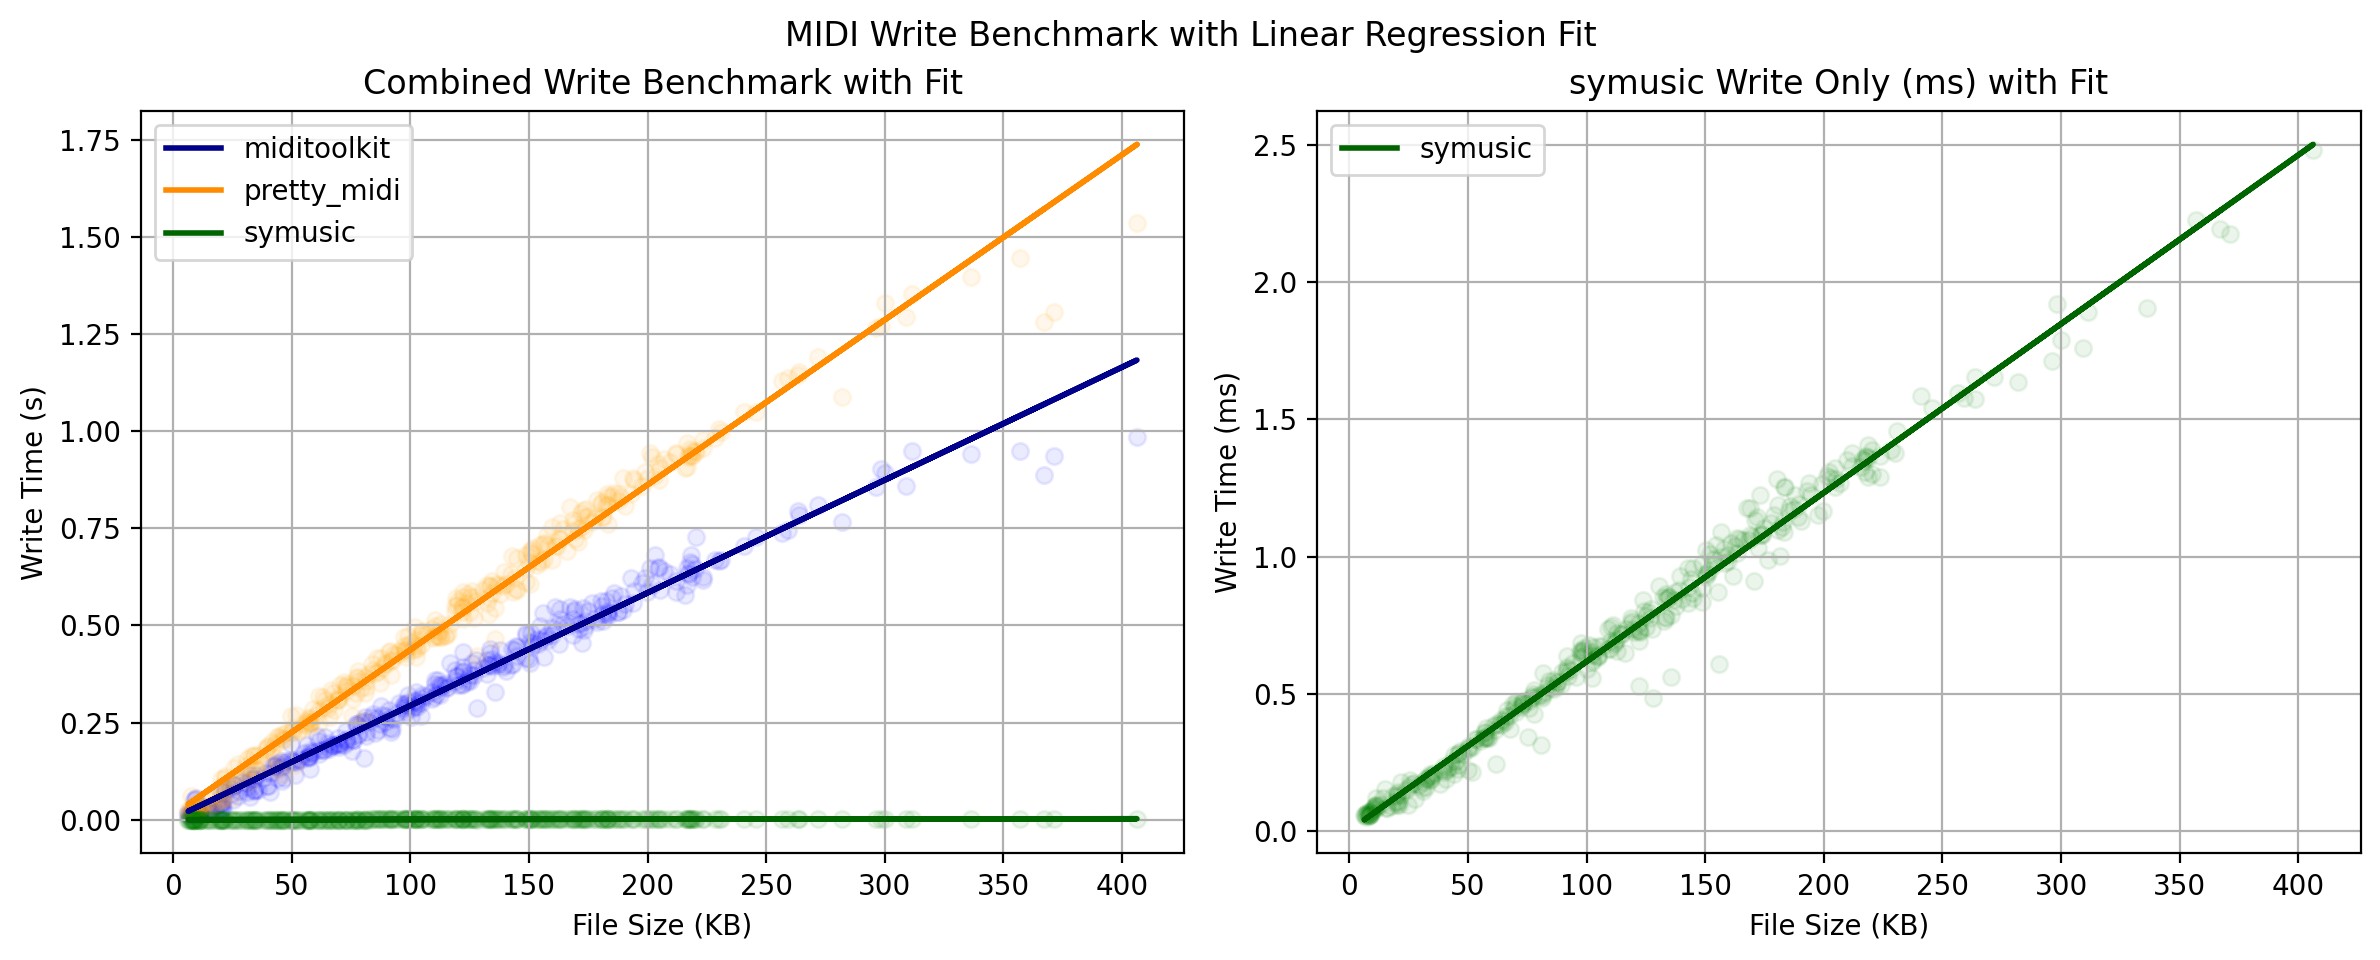 MIDI Write Benchmark with Linear Regression Fit
Combined Write Benchmark with Fit
miditoolkit
pretty_midi
symusic
Write Time (s)
1.75
1.50
1.25
1.00
0.75
0.50
0.25
0.00
0 50 100 150 200 250 300 350 400
File Size (KB)
symusic Write Only (ms) with Fit
symusic
Write Time (ms)
2.5
2.0
1.5
1.0
0.5
0.0
0 50 100 150 200 250 300 350 400
File Size (KB)